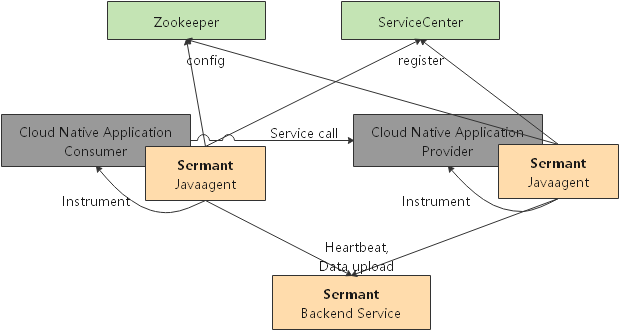 Zookeeper
ServiceCenter
config
register
Cloud Native Application
Consumer
Service call
Cloud Native Application
Provider
Sermant
Javaagent
Sermant
Javaagent
Instrument
Instrument
Heartbeat,
Data upload
Sermant
Backend Service